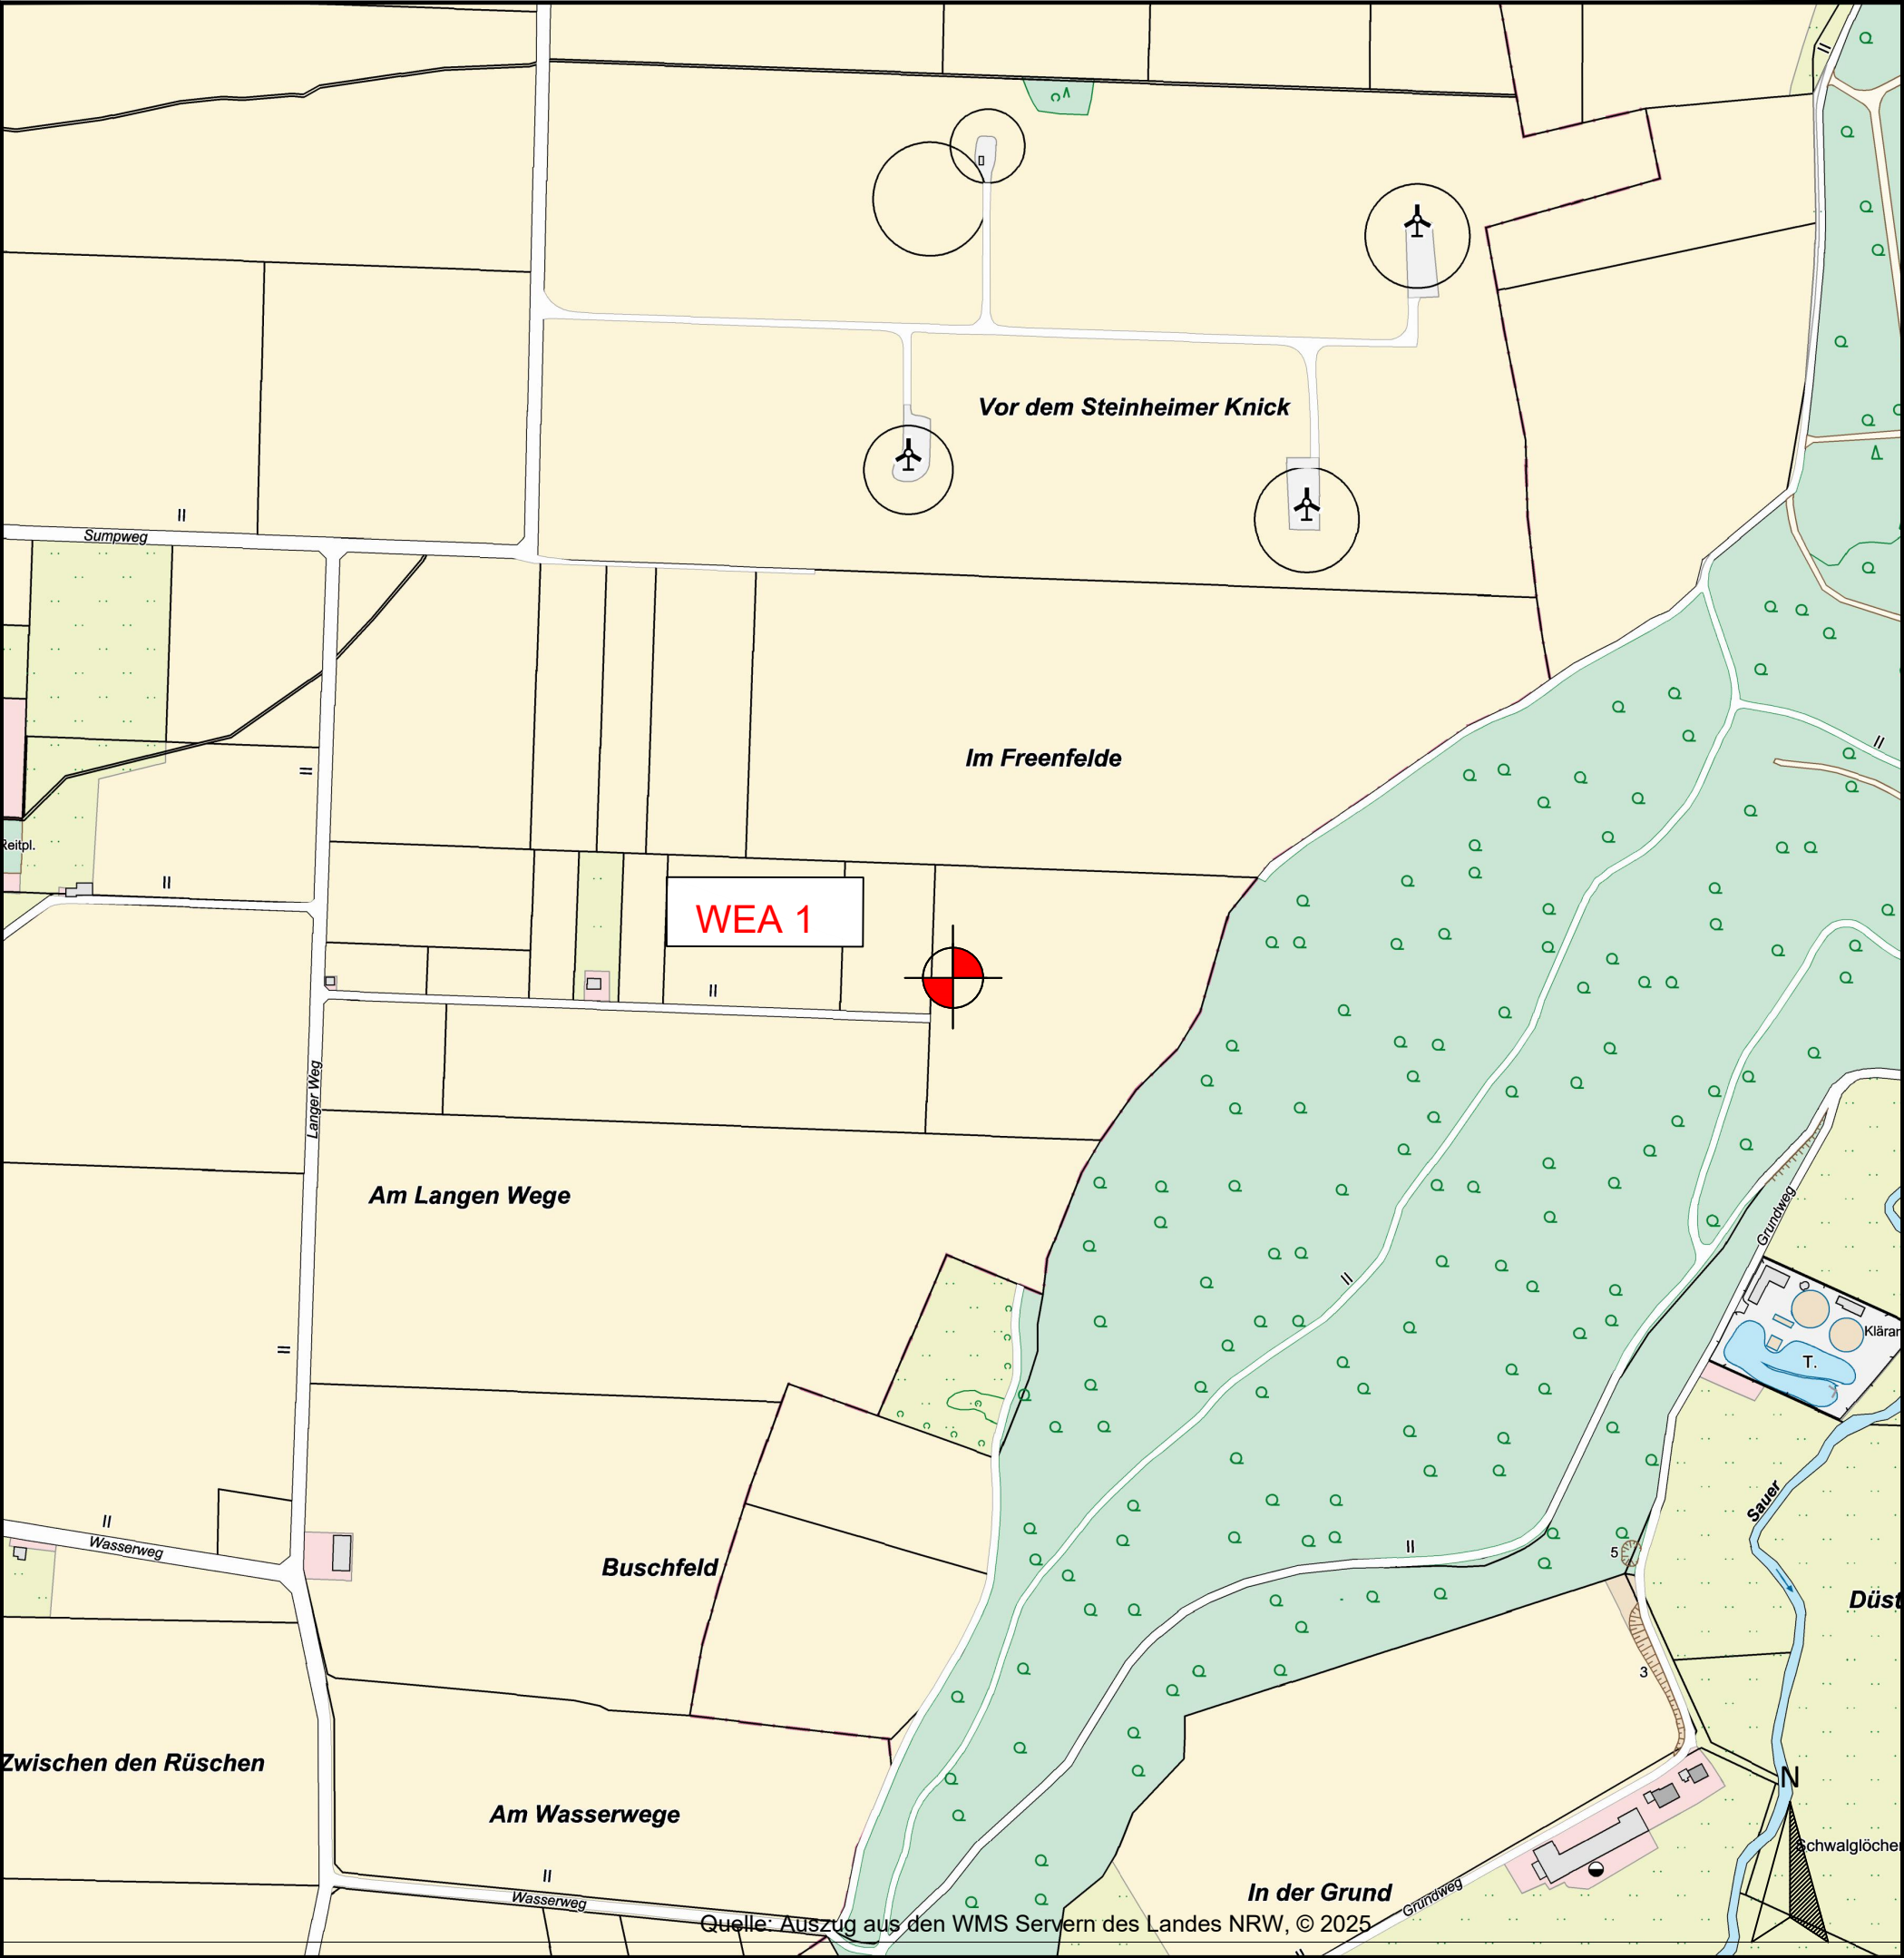 Vor dem Steinheimer Knick
Sumpweg
Im Freenfelde
Reitpl.
WEA 1
Langer Weg
Am Langen Wege
Grundweg
Klärar
T.
Sauer
Wasserweg
Buschfeld
5
Düst
3
Zwischen den Rüschen
N
Am Wasserwege
Schwalglöcher
In der Grund
Grundweg
Wasserweg
Quelle: Auszug aus den WMS Servern des Landes NRW, © 2025